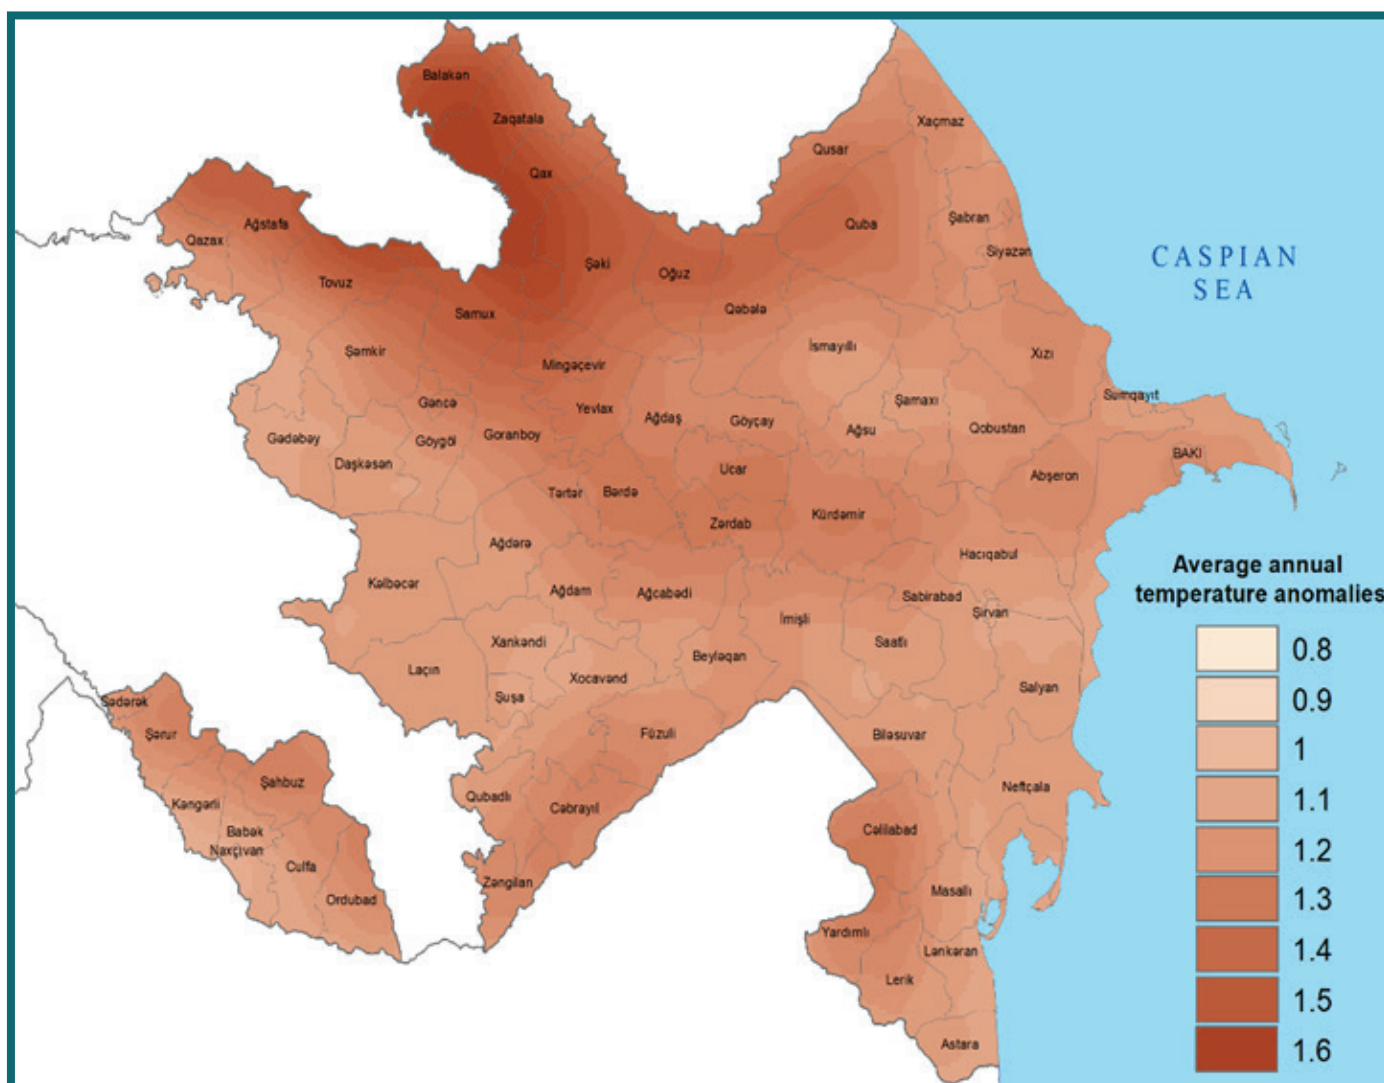 Balakən
Zaqatala
Xaçmaz
Qusar
Qax
Ağstafa
Quba
Şabran
Qazax
Siyəzən
CASPIAN
SEA
Şəki
Oğuz
Tovuz
Samux
Qəbələ
İsmayıllı
Xızı
Şəmkir
Mingəçevir
Sumqayıt
Gəncə
Yevlax
Şamaxı
Ağdaş
Göyçay
Ağsu
Qobustan
Gədəbəy
Göygöl
Goranboy
BAKI
Daşkəsən
Ucar
Abşeron
Tərtər
Bərdə
Zərdab
Kürdəmir
Ağdərə
Hacıqabul
Kəlbəcər
Ağdam
Ağcabədi
Sabirabad
Şirvan
İmişli
Xankəndi
Saatlı
Laçın
Xocavənd
Beyləqan
Salyan
Şuşa
Sədərək
Şərur
Füzuli
Biləsuvar
Şahbuz
Neftçala
Kəngərli
Qubadlı
Cəbrayıl
Babək
Naxçıvan
Cəlilabad
Culfa
Zəngilan
Masallı
Ordubad
Yardımlı
Lənkəran
Lerik
Astara
Average annual
temperature anomalies
0.8
0.9
1
1.1
1.2
1.3
1.4
1.5
1.6